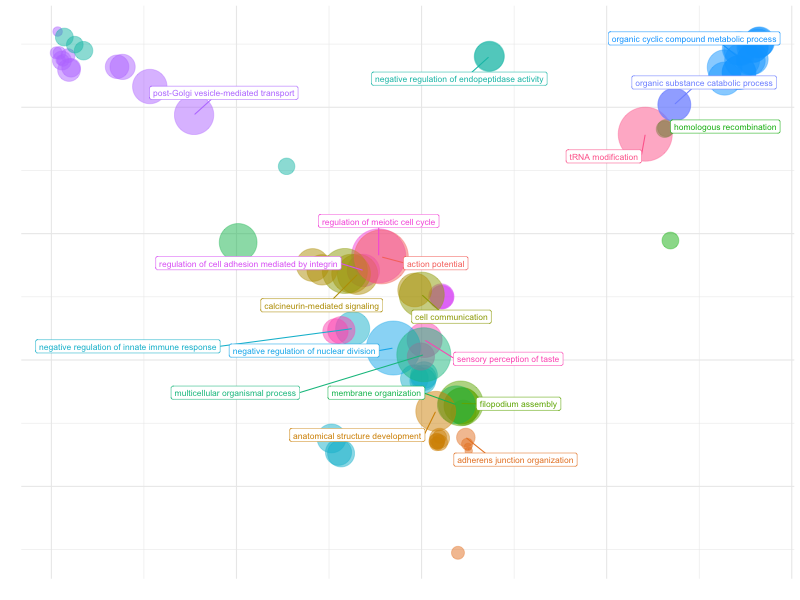 organic cyclic compound metabolic process
negative regulation of endopeptidase activity
organic substance catabolic process
post-Golgi vesicle-mediated transport
homologous recombination
tRNA modification
regulation of meiotic cell cycle
regulation of cell adhesion mediated by integrin
action potential
calcineurin-mediated signaling
cell communication
negative regulation of innate immune response
negative regulation of nuclear division
sensory perception of taste
multicellular organismal process
membrane organization
filopodium assembly
anatomical structure development
adherens junction organization